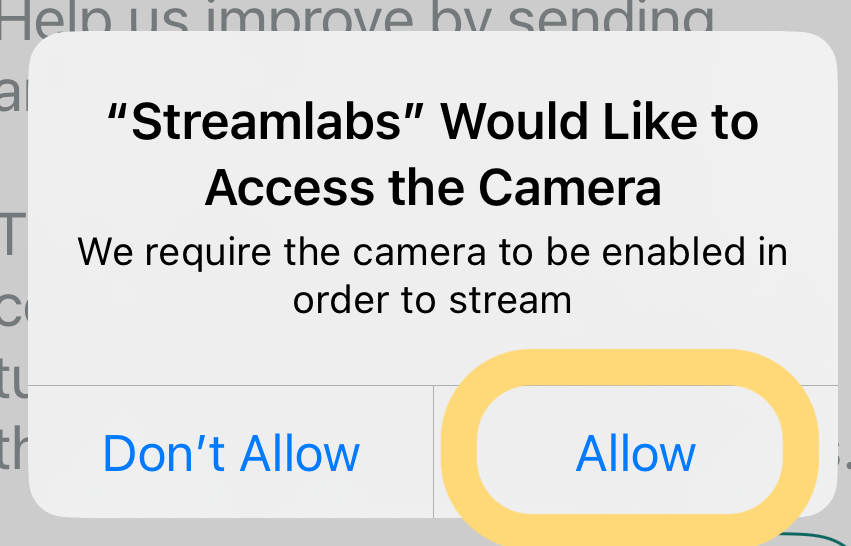 Help us improve by sending
“Streamlabs” Would Like to
Access the Camera
We require the camera to be enabled in
order to stream
Don’t Allow
Allow